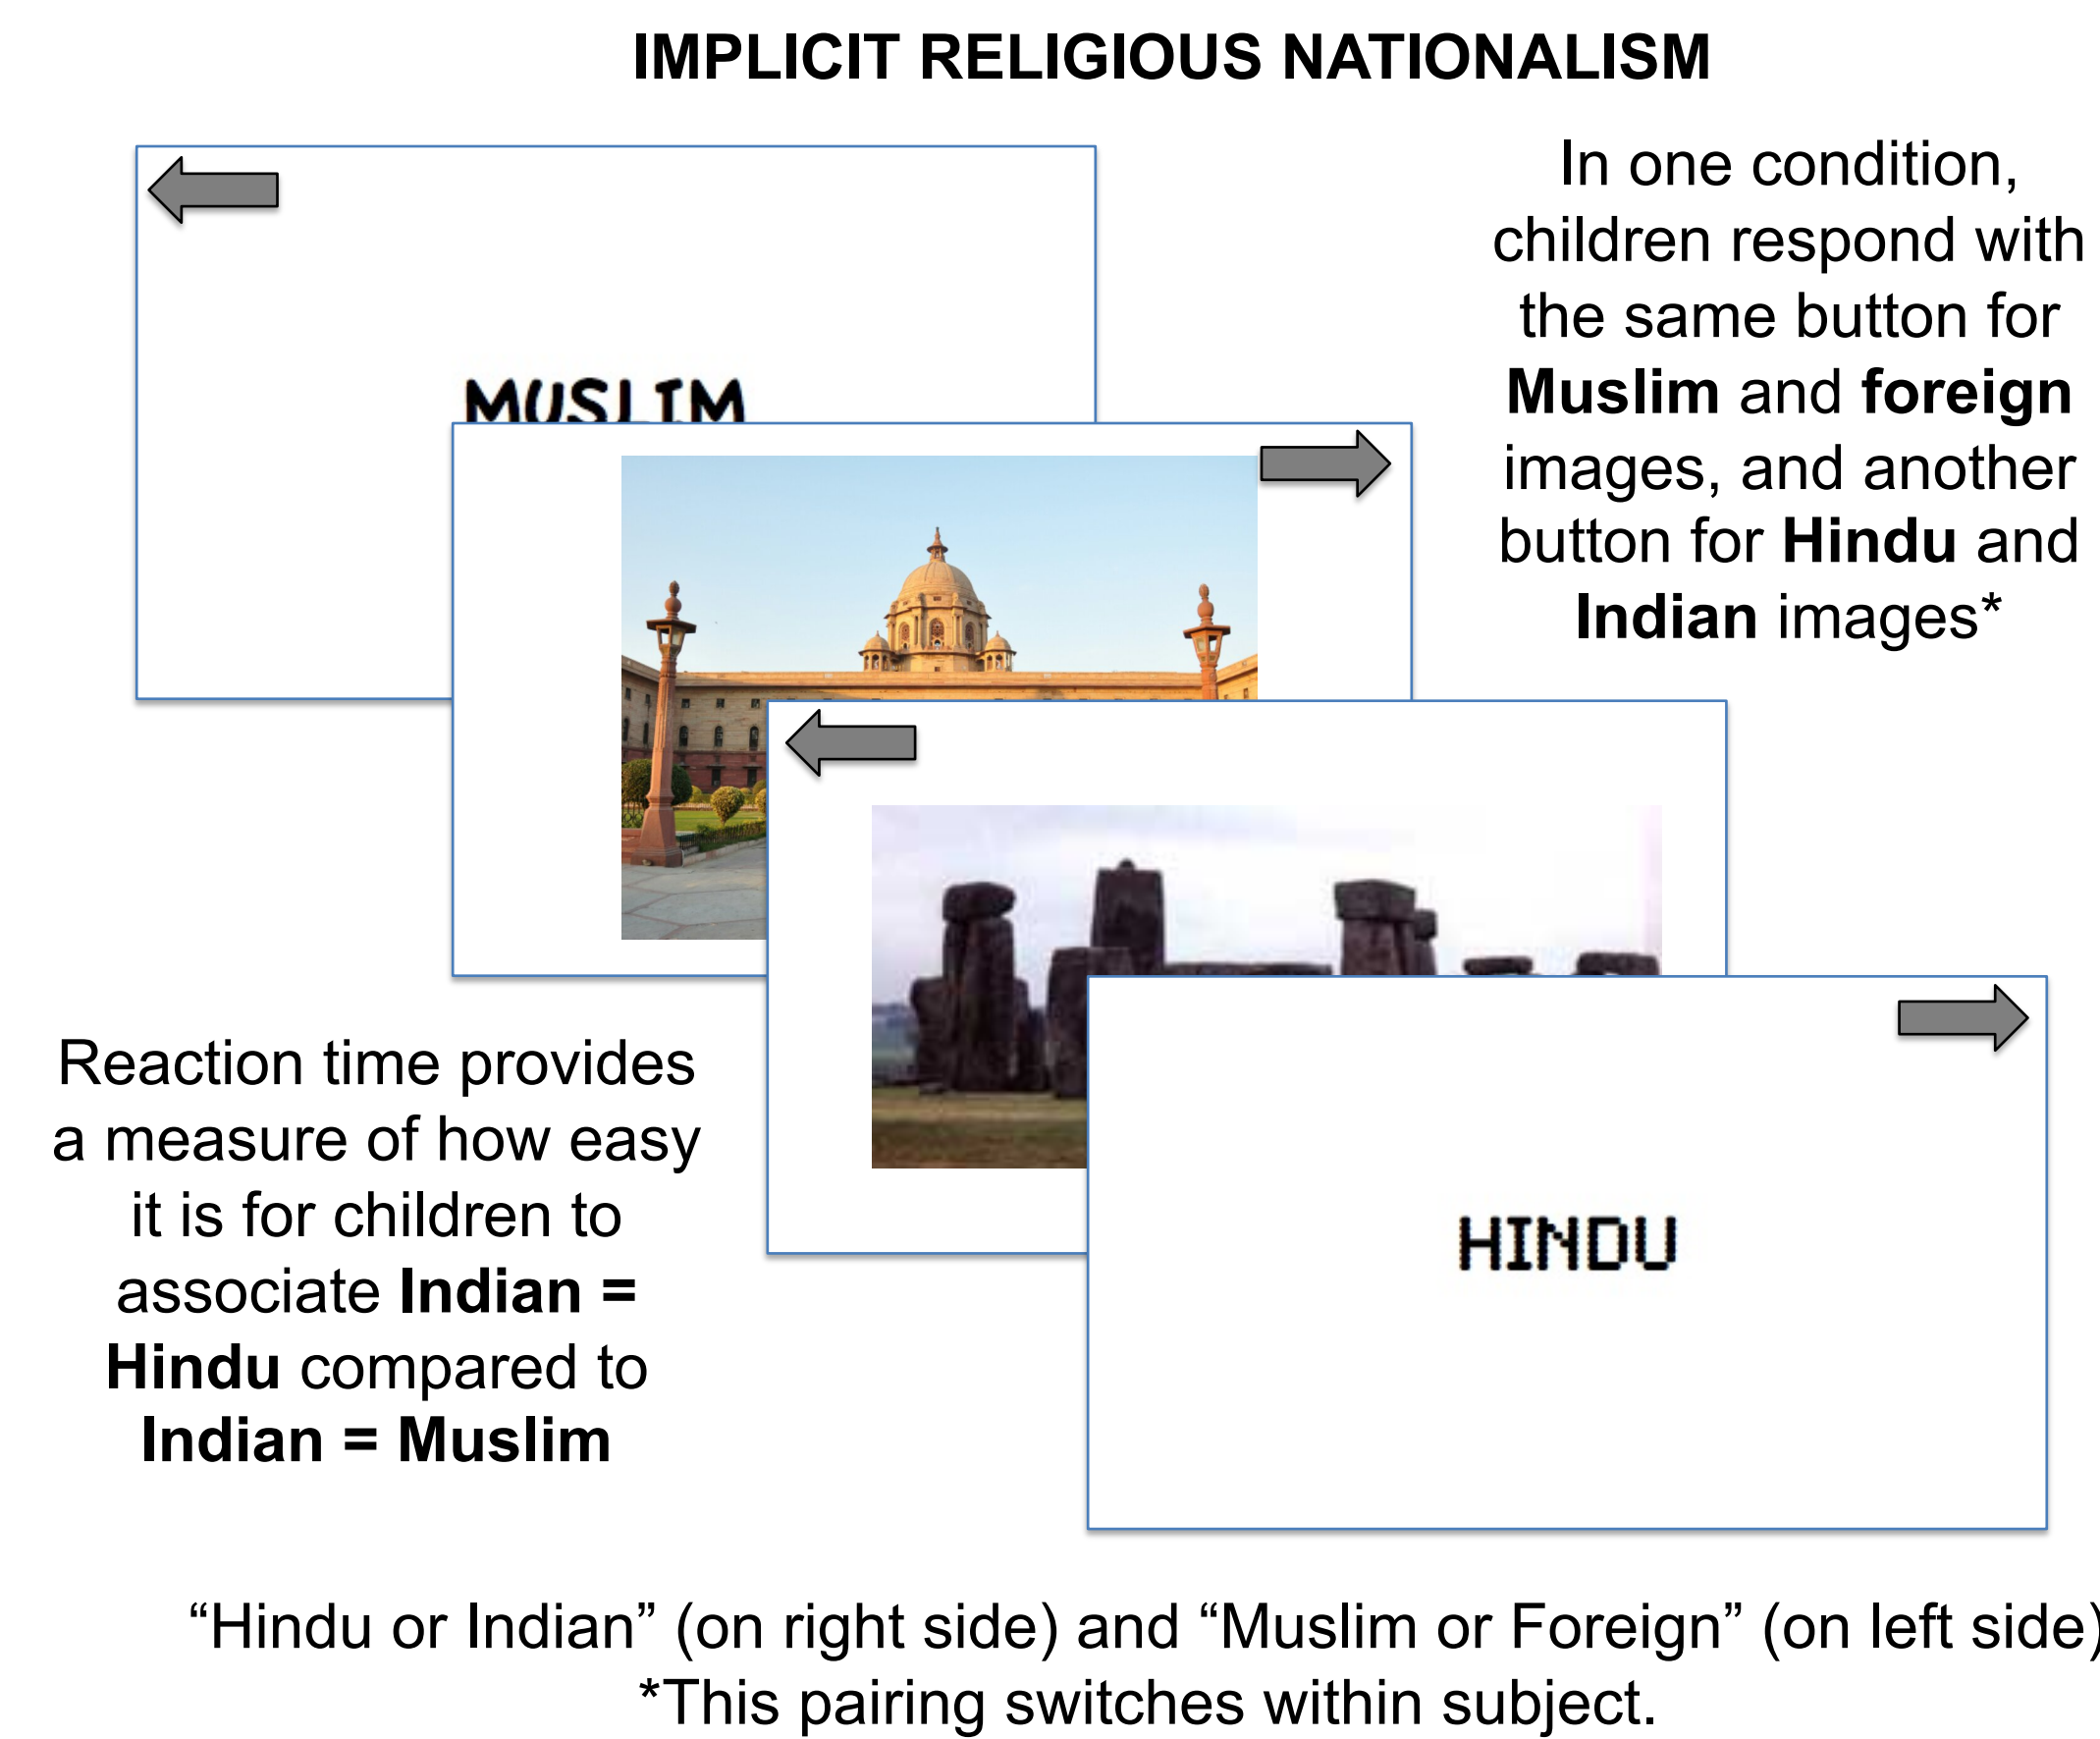 IMPLICIT RELIGIOUS NATIONALISM
In one condition,
children respond with
the same button for
Muslim and foreign
images, and another
button for Hindu and
Indian images*
MUSLIM
Reaction time provides
a measure of how easy
it is for children to
associate Indian =
Hindu compared to
Indian = Muslim
HINDU
“Hindu or Indian” (on right side) and “Muslim or Foreign” (on left side)
*This pairing switches within subject.